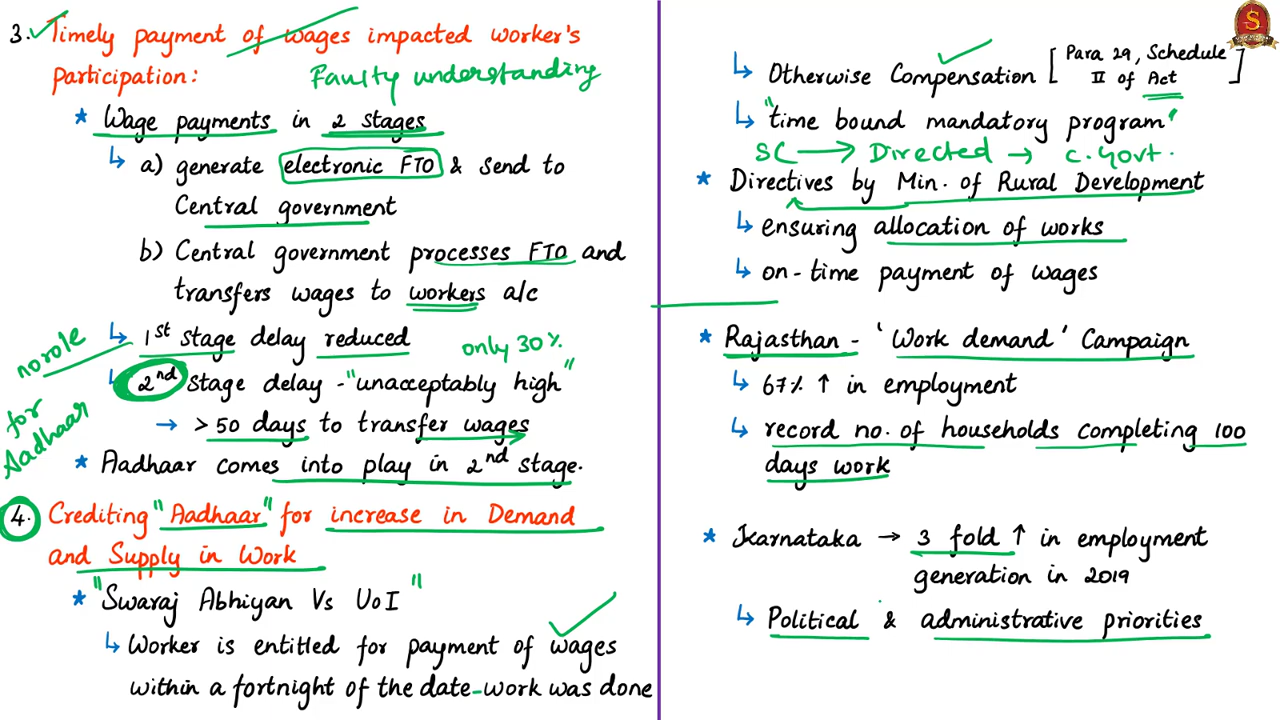 3. Timely payment of wages impacted worker's
participation:
Faulty understanding
* Wage payments in 2 stages
↳ a) generate electronic FTO & send to
Central government
b) Central government processes FTO and
transfers wages to workers a/c
↳ 1st stage delay reduced
only 30%
no role
for
Aadhaar
↳ 2nd stage delay - "unacceptably high"
→ > 50 days to transfer wages
* Aadhaar comes into play in 2nd stage.
4. Crediting "Aadhaar" for increase in Demand
and Supply in Work
* "Swaraj Abhiyan Vs UoI"
↳ Worker is entitled for payment of wages
within a fortnight of the date work was done
↳ Otherwise Compensation [Para 29, Schedule
II of Act]
↳ "time bound mandatory program"
SC → Directed → C. Govt.
* Directives by Min. of Rural Development
↳ ensuring allocation of works
↳ on-time payment of wages
* Rajasthan - 'Work demand' Campaign
↳ 67% ↑ in employment
↳ record no. of households completing 100
days work
* Karnataka → 3 fold ↑ in employment
generation in 2019
↳ Political & administrative priorities